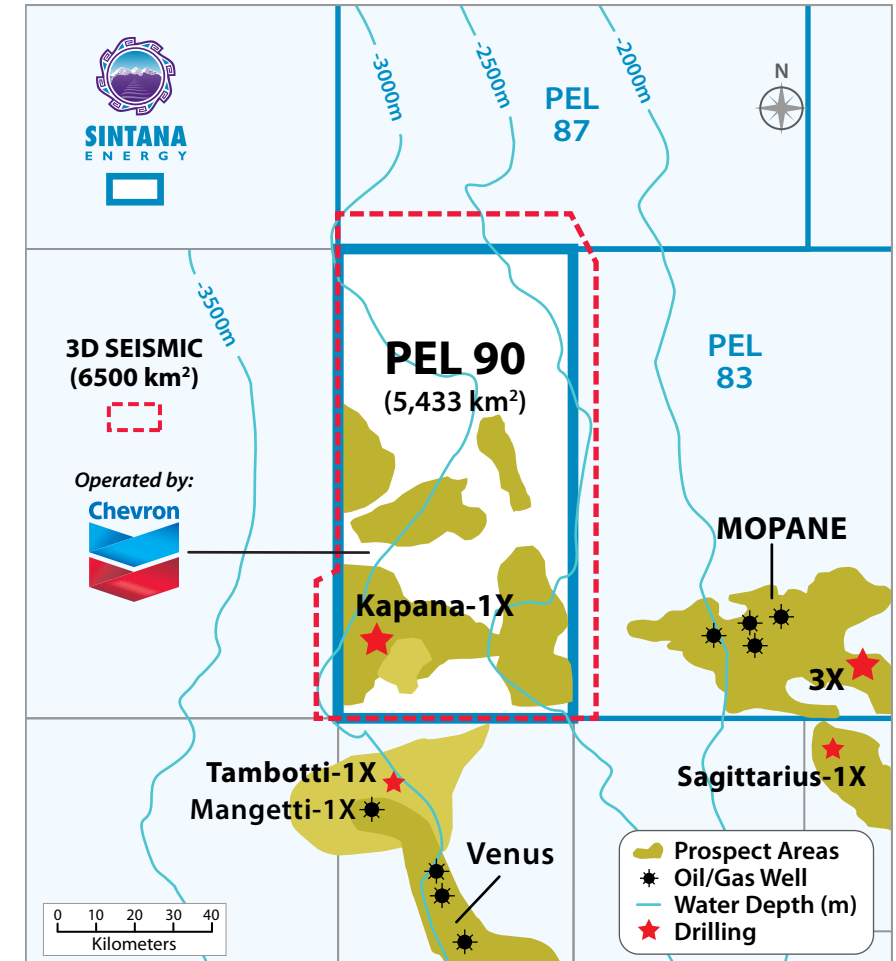 SINTANA
ENERGY
-3000m
-2500m
-2000m
PEL
87
N
-3500m
3D SEISMIC
(6500 km²)
Operated by:
Chevron
PEL 90
(5,433 km²)
PEL
83
MOPANE
Kapana-1X
3X
Tambotti-1X
Mangetti-1X
Sagittarius-1X
Venus
Prospect Areas
Oil/Gas Well
Water Depth (m)
Drilling
0 10 20 30 40
Kilometers